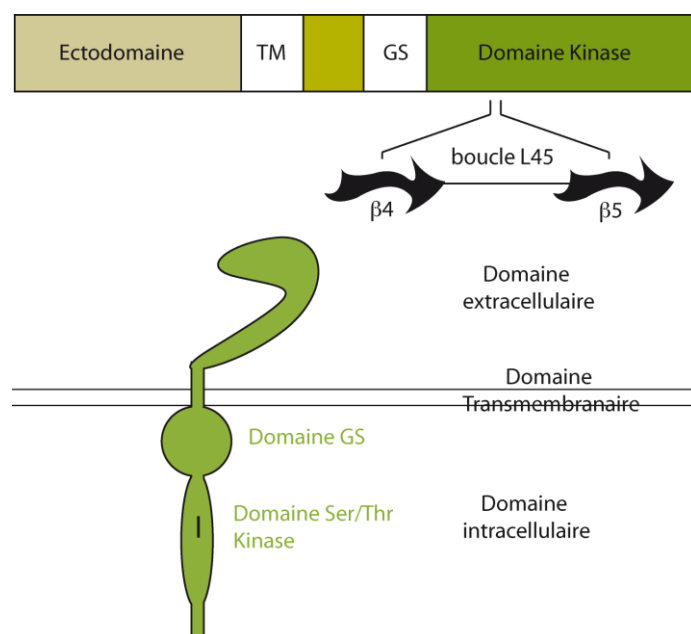 Ectodomaine TM GS Domaine Kinase
boucle L45
β4 β5
Domaine
extracellulaire
Domaine
Transmembranaire
Domaine GS
Domaine Ser/Thr
Kinase
I
Domaine
intracellulaire